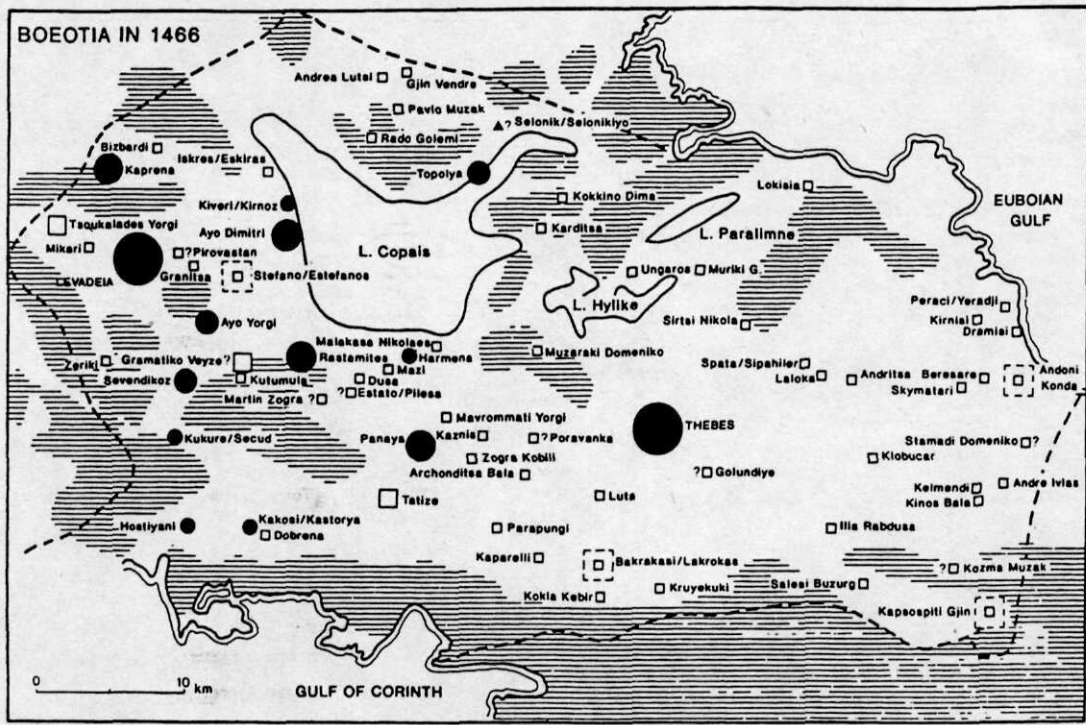 BOEOTIA IN 1466
Andrea Lutsi
Gjin Vendre
Pavlo Muzak
? Selonik/Selonikiyo
Rado Golemi
Bizbardi
Iskres/Eskiras
Kaprena
Topolya
Lokisia
Kokkino Dima
Kiveri/Kirnoz
EUBOIAN
GULF
Tsoukalades Yorgi
Ayo Dimitri
Karditsa
L. Paralimne
Mikari
? Pirovastan
L. Copais
Granitsa
Stefano/Estefanos
Ungaros
Muriki G.
LEVADEIA
L. Hylike
Peraci/Yeradji
Kirnisi
Ayo Yorgi
Sirtsi Nikola
Dramisi
Malakasa Nikolaes
Rastamites
Harmena
Muzaraki Domeniko
Zeriki
Gramatiko Veyze ?
Mazi
Spata/Sipahiler
Sevendikoz
Kutumula
Dusa
Laloka
Andritsa
Beresare
Andoni
Konda
Skymatari
Martin Zogra ?
? Estato/Pliesa
Mavrommati Yorgi
THEBES
Kukure/Secud
Panaya
Kaznis
? Poravanka
Stamadi Domeniko ?
Zogra Kobili
Klobucar
Archonditsa Bala
? Golundiye
Kelmendi
Andre Ivlas
Tatize
Luta
Kinos Bala
Hostiyani
Kakosi/Kastorya
Parapungi
Ilia Rabdusa
Dobrena
Kaparelli
Bakrakasi/Lakrokas
? Kozma Muzak
Kokla Kebir
Kruyekuki
Salesi Buzurg
Kapsospiti Gjin
0 10 km
GULF OF CORINTH